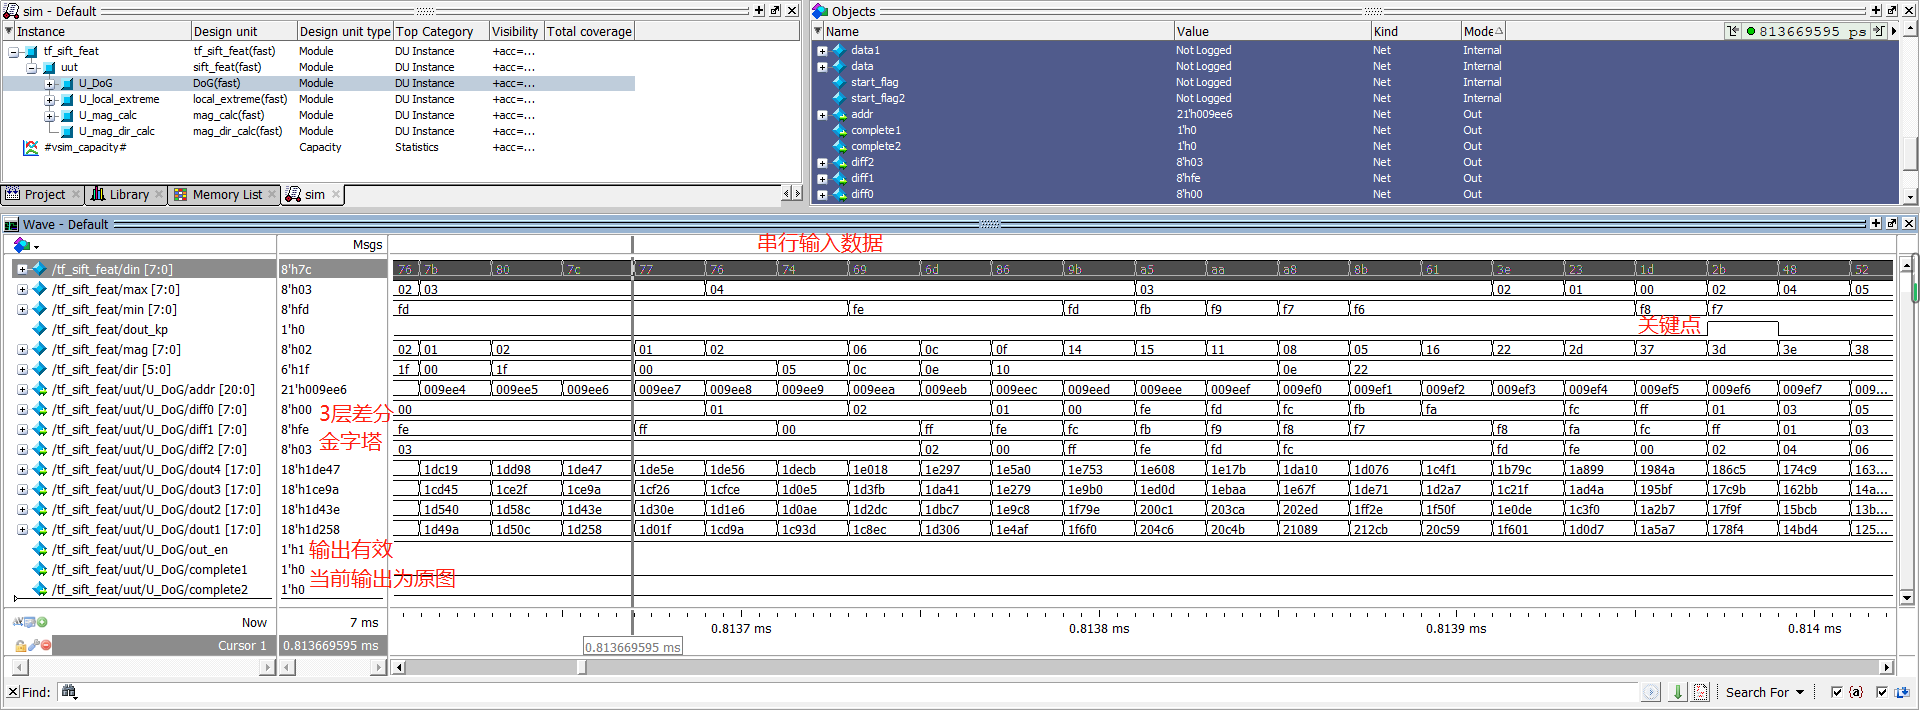 sim - Default
Instance Design unit Design unit type Top Category Visibility Total coverage
tf_sift_feat tf_sift_feat(fast) Module DU Instance +acc=...
uut sift_feat(fast) Module DU Instance +acc=...
U_DoG DoG(fast) Module DU Instance +acc=...
U_local_extreme local_extreme(fast) Module DU Instance +acc=...
U_mag_calc mag_calc(fast) Module DU Instance +acc=...
U_mag_dir_calc mag_dir_calc(fast) Module DU Instance +acc=...
#vsim_capacity# Capacity Statistics +acc=...
Project Library Memory List sim
Objects
Name Value Kind Mode 813669595 ps
data1 Not Logged Net Internal
data Not Logged Net Internal
start_flag Not Logged Net Internal
start_flag2 Not Logged Net Internal
addr 21'h009ee6 Net Out
complete1 1'h0 Net Out
complete2 1'h0 Net Out
diff2 8'h03 Net Out
diff1 8'hfe Net Out
diff0 8'h00 Net Out
Wave - Default
Msgs 串行输入数据
/tf_sift_feat/din [7:0] 8'h7c 76 7b 80 7c 77 76 74 69 6d 86 9b a5 aa a8 8b 61 3e 23 1d 2b 48 52
/tf_sift_feat/max [7:0] 8'h03 02 03 04 03 02 01 00 02 04 05
/tf_sift_feat/min [7:0] 8'hfd fd fe fd fb f9 f7 f6 f8 f7
/tf_sift_feat/dout_kp 1'h0 关键点
/tf_sift_feat/mag [7:0] 8'h02 02 01 02 01 02 06 0c 0f 14 15 11 08 05 16 22 2d 37 3d 3e 38
/tf_sift_feat/dir [5:0] 6'h1f 1f 00 1f 00 05 0c 0e 10 0e 22
/tf_sift_feat/uut/U_DoG/addr [20:0] 21'h009ee6 009ee4 009ee5 009ee6 009ee7 009ee8 009ee9 009eea 009eeb 009eec 009eed 009eee 009eef 009ef0 009ef1 009ef2 009ef3 009ef4 009ef5 009ef6 009ef7 009...
/tf_sift_feat/uut/U_DoG/diff0 [7:0] 8'h00 3层差分 00 01 02 01 00 fe fd fc fb fa fc ff 01 03 05
/tf_sift_feat/uut/U_DoG/diff1 [7:0] 8'hfe 金字塔 fe ff 00 ff fe fc fb f9 f8 f7 f8 fa fc ff 01 03
/tf_sift_feat/uut/U_DoG/diff2 [7:0] 8'h03 03 02 00 ff fe fd fc fd fe 00 02 04 06
/tf_sift_feat/uut/U_DoG/dout4 [17:0] 18'h1de47 1dc19 1dd98 1de47 1de5e 1de56 1decb 1e018 1e297 1e5a0 1e753 1e608 1e17b 1da10 1d076 1c4f1 1b79c 1a899 1984a 186c5 174c9 163...
/tf_sift_feat/uut/U_DoG/dout3 [17:0] 18'h1ce9a 1cd45 1ce2f 1ce9a 1cf26 1cfce 1d0e5 1d3fb 1da41 1e279 1e9b0 1ed0d 1ebaa 1e67f 1de71 1d2a7 1c21f 1ad4a 195bf 17c9b 162bb 14a...
/tf_sift_feat/uut/U_DoG/dout2 [17:0] 18'h1d43e 1d540 1d58c 1d43e 1d30e 1d1e6 1d0ae 1d2dc 1dbc7 1e9c8 1f79e 200c1 203ca 202ed 1ff2e 1f50f 1e0de 1c3f0 1a2b7 17f9f 15bcb 13b...
/tf_sift_feat/uut/U_DoG/dout1 [17:0] 18'h1d258 1d49a 1d50c 1d258 1d01f 1cd9a 1c93d 1c8ec 1d306 1e4af 1f6f0 204c6 20c4b 21089 212cb 20c59 1f601 1d0d7 1a5a7 178f4 14bd4 125...
/tf_sift_feat/uut/U_DoG/out_en 1'h1 输出有效
/tf_sift_feat/uut/U_DoG/complete1 1'h0 当前输出为原图
/tf_sift_feat/uut/U_DoG/complete2 1'h0
Now 7 ms 0.8137 ms 0.8138 ms 0.8139 ms 0.814 ms
Cursor 1 0.813669595 ms 0.813669595 ms
Find: Search For {a}